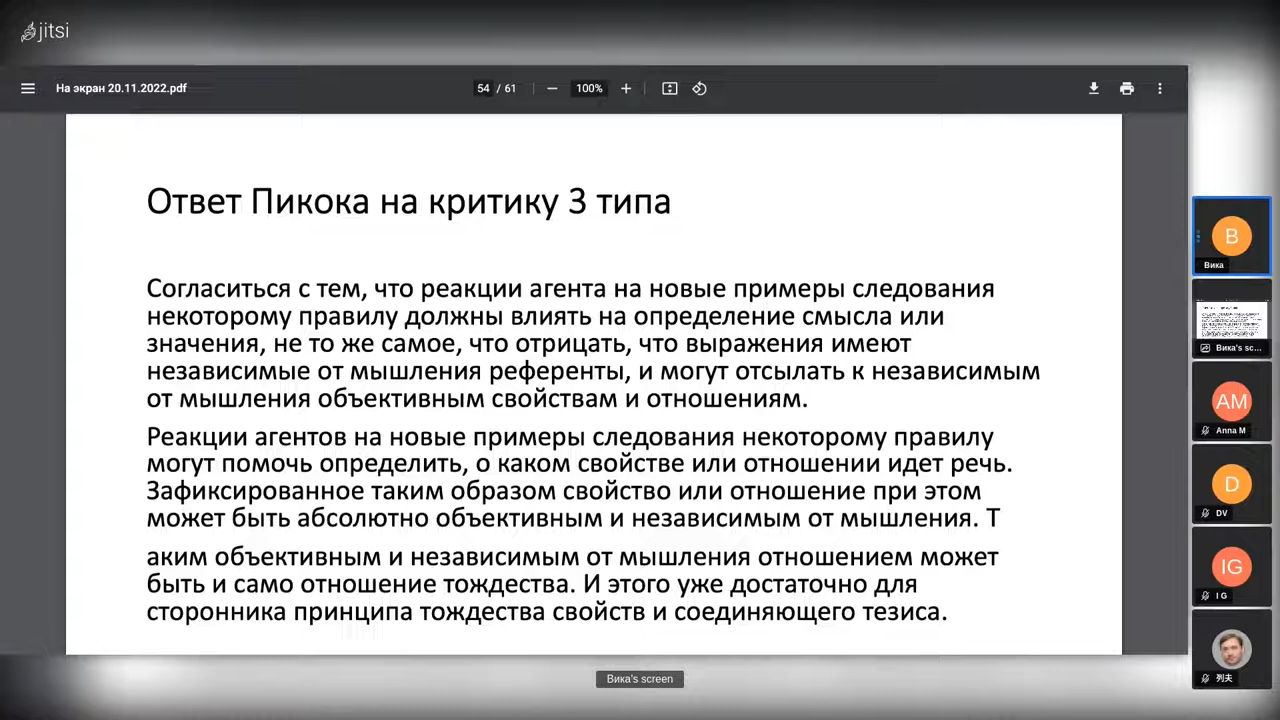 jitsi
На экран 20.11.2022.pdf
54 / 61
100%
Ответ Пикока на критику 3 типа
Согласиться с тем, что реакции агента на новые примеры следования
некоторому правилу должны влиять на определение смысла или
значения, не то же самое, что отрицать, что выражения имеют
независимые от мышления референты, и могут отсылать к независимым
от мышления объективным свойствам и отношениям.
Реакции агентов на новые примеры следования некоторому правилу
могут помочь определить, о каком свойстве или отношении идет речь.
Зафиксированное таким образом свойство или отношение при этом
может быть абсолютно объективным и независимым от мышления. Т
аким объективным и независимым от мышления отношением может
быть и само отношение тождества. И этого уже достаточно для
сторонника принципа тождества свойств и соединяющего тезиса.
B
Вика
Вика's sc...
AM
Anna M
D
DV
IG
I G
列夫
Вика's screen